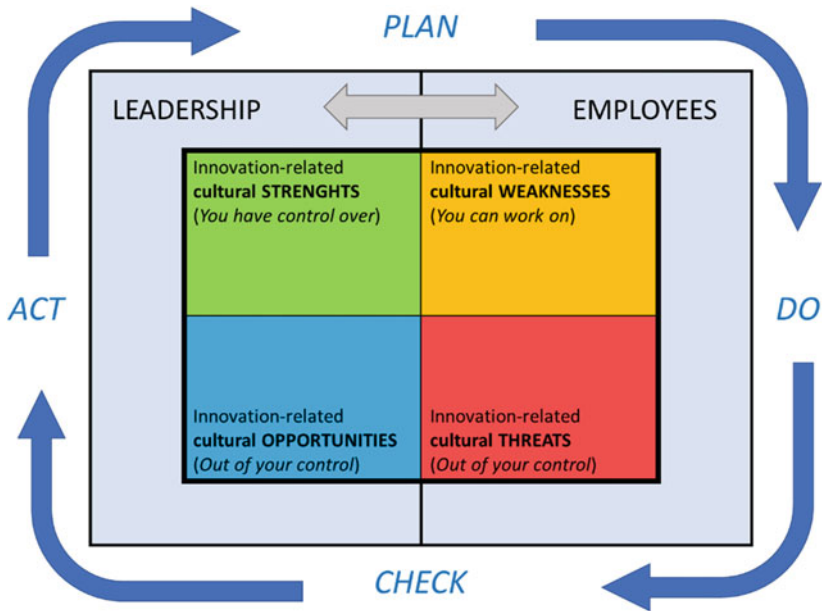 PLAN
LEADERSHIP
EMPLOYEES
Innovation-related
cultural STRENGHTS
(You have control over)
Innovation-related
cultural WEAKNESSES
(You can work on)
ACT
DO
Innovation-related
cultural OPPORTUNITIES
(Out of your control)
Innovation-related
cultural THREATS
(Out of your control)
CHECK